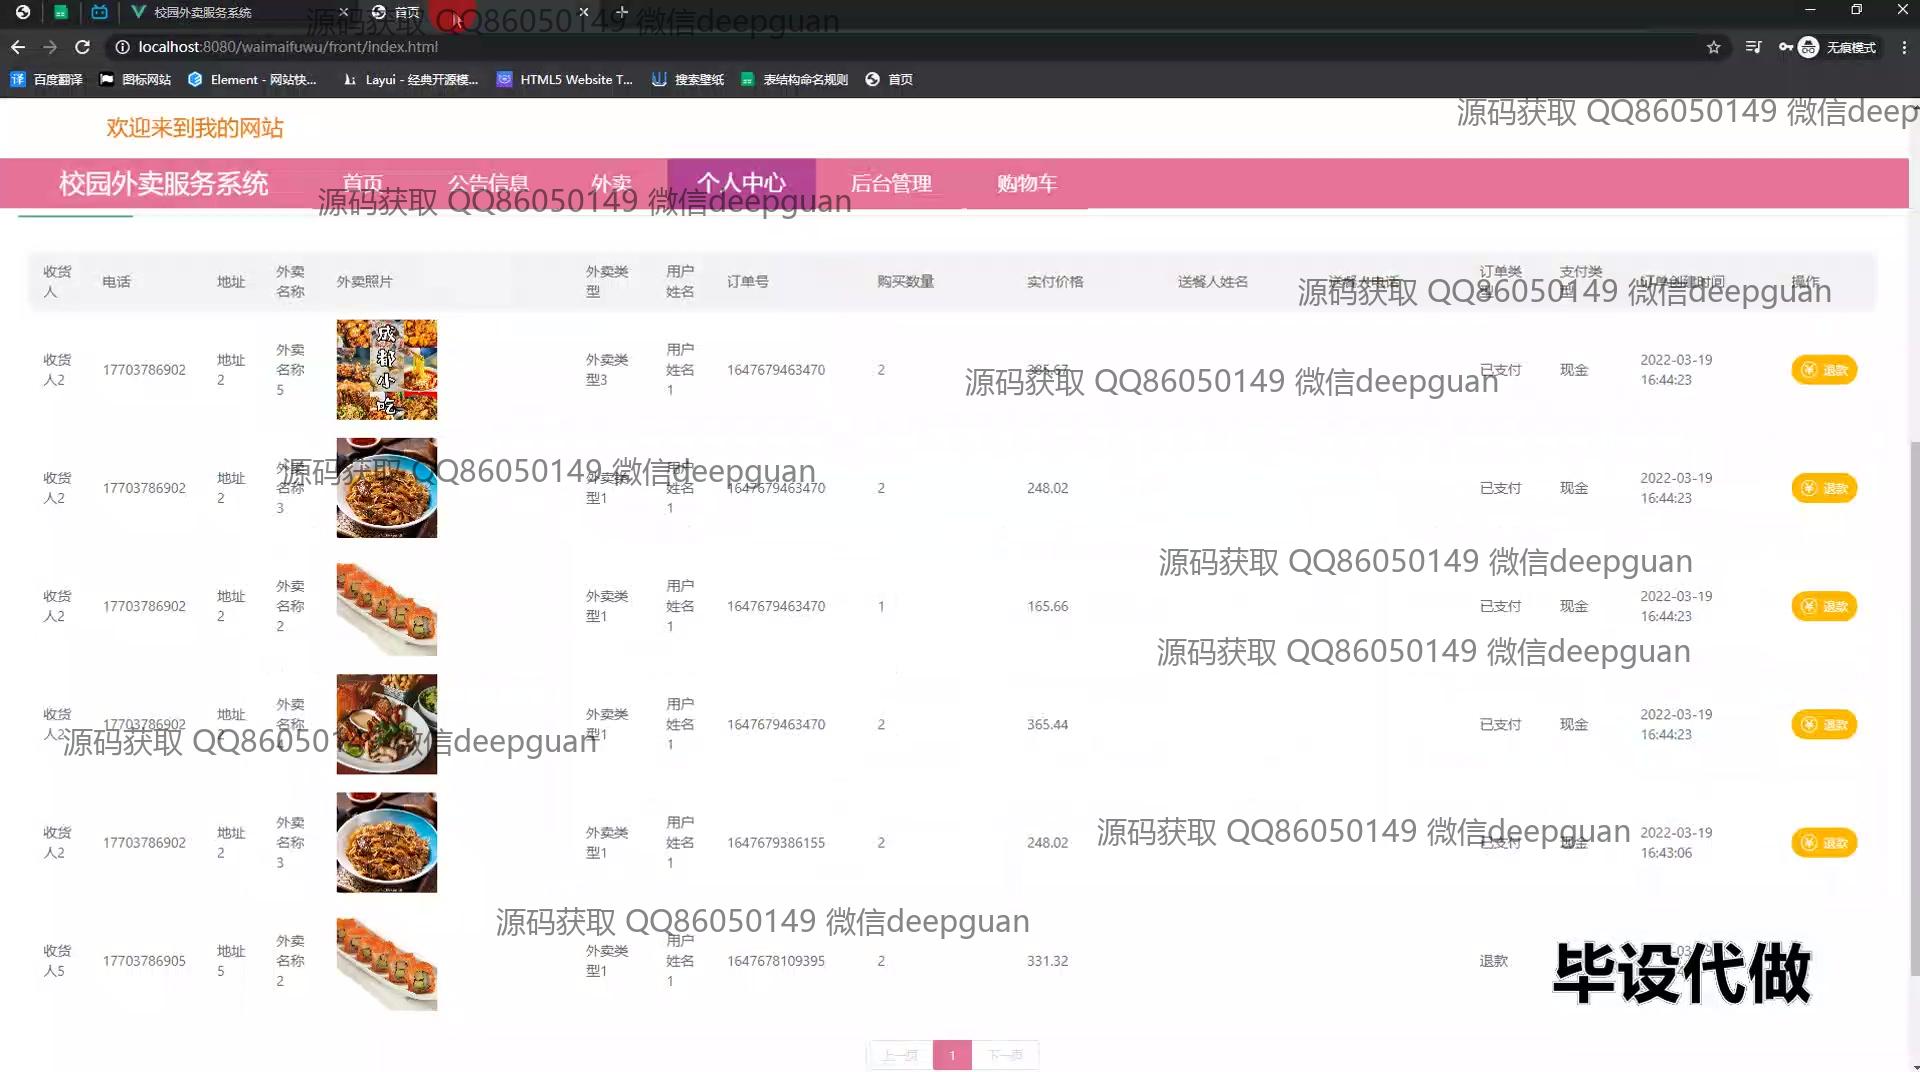 校园外卖服务系统
首页
localhost:8080/waimaifuwu/front/index.html
无痕模式
百度翻译
图标网站
Element - 网站快...
Layui - 经典开源模...
HTML5 Website T...
搜索壁纸
表结构命名规则
首页
源码获取 QQ86050149 微信deepguan
欢迎来到我的网站
源码获取 QQ86050149 微信deep
校园外卖服务系统 首页 公告信息 外卖 个人中心 后台管理 购物车
源码获取 QQ86050149 微信deepguan
收货人 电话 地址 外卖名称 外卖照片 外卖类型 用户姓名 订单号 购买数量 实付价格 送餐人姓名 送餐人电话 订单类型 支付类型 订单创建时间 操作
源码获取 QQ86050149 微信deepguan
收货人2 17703786902 地址2 外卖名称5 成都小吃 外卖类型3 用户姓名1 1647679463470 2 385.67 已支付 现金 2022-03-19 16:44:23 退款
源码获取 QQ86050149 微信deepguan
收货人2 17703786902 地址2 外卖名称3 外卖类型1 用户姓名1 1647679463470 2 248.02 已支付 现金 2022-03-19 16:44:23 退款
源码获取 QQ86050149 微信deepguan
源码获取 QQ86050149 微信deepguan
收货人2 17703786902 地址2 外卖名称2 外卖类型1 用户姓名1 1647679463470 1 165.66 已支付 现金 2022-03-19 16:44:23 退款
源码获取 QQ86050149 微信deepguan
收货人2 17703786902 地址2 外卖名称 外卖类型1 用户姓名1 1647679463470 2 365.44 已支付 现金 2022-03-19 16:44:23 退款
源码获取 QQ86050149 微信deepguan
收货人2 17703786902 地址2 外卖名称3 外卖类型1 用户姓名1 1647679386155 2 248.02 已支付 现金 2022-03-19 16:43:06 退款
源码获取 QQ86050149 微信deepguan
源码获取 QQ86050149 微信deepguan
收货人5 17703786905 地址5 外卖名称2 外卖类型1 用户姓名1 1647678109395 2 331.32 退款
毕设代做
上一页 1 下一页